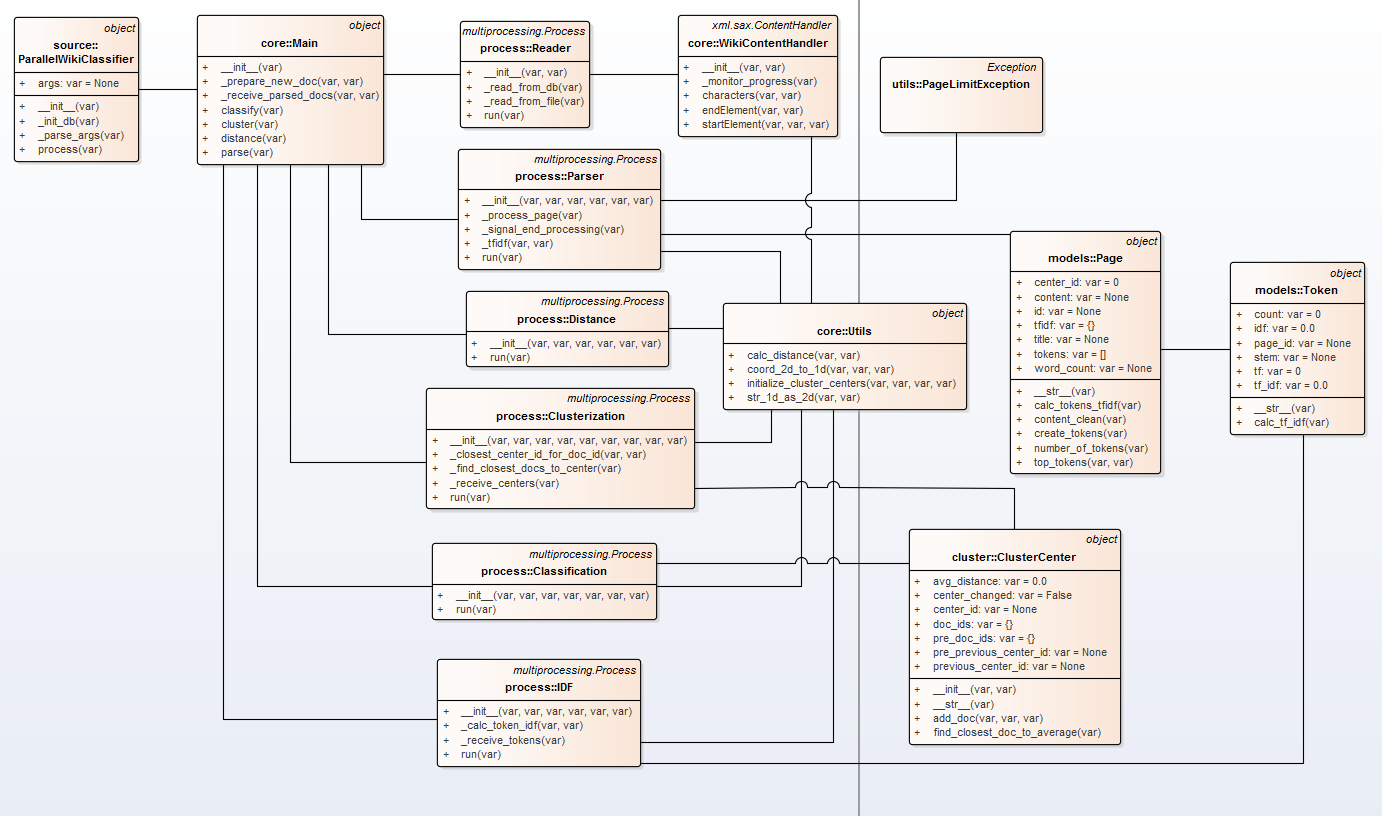 object
source::
ParallelWikiClassifier
+ args: var = None
+ __init__(var)
+ _init_db(var)
+ _parse_args(var)
+ process(var)
object
core::Main
+ __init__(var)
+ _prepare_new_doc(var, var)
+ _receive_parsed_docs(var, var)
+ classify(var)
+ cluster(var)
+ distance(var)
+ parse(var)
multiprocessing.Process
process::Reader
+ __init__(var, var)
+ _read_from_db(var)
+ _read_from_file(var)
+ run(var)
xml.sax.ContentHandler
core::WikiContentHandler
+ __init__(var, var)
+ _monitor_progress(var)
+ characters(var, var)
+ endElement(var, var)
+ startElement(var, var, var)
Exception
utils::PageLimitException
multiprocessing.Process
process::Parser
+ __init__(var, var, var, var, var, var)
+ _process_page(var)
+ _signal_end_processing(var)
+ _tfidf(var, var)
+ run(var)
multiprocessing.Process
process::Distance
+ __init__(var, var, var, var, var, var)
+ run(var)
object
core::Utils
+ calc_distance(var, var)
+ coord_2d_to_1d(var, var, var)
+ initialize_cluster_centers(var, var, var, var)
+ str_1d_as_2d(var, var)
object
models::Page
+ center_id: var = 0
+ content: var = None
+ id: var = None
+ tfidf: var = {}
+ title: var = None
+ tokens: var = []
+ word_count: var = None
+ __str__(var)
+ calc_tokens_tfidf(var)
+ content_clean(var)
+ create_tokens(var)
+ number_of_tokens(var)
+ top_tokens(var, var)
object
models::Token
+ count: var = 0
+ idf: var = 0.0
+ page_id: var = None
+ stem: var = None
+ tf: var = 0
+ tf_idf: var = 0.0
+ __str__(var)
+ calc_tf_idf(var)
multiprocessing.Process
process::Clusterization
+ __init__(var, var, var, var, var, var, var, var, var)
+ _closest_center_id_for_doc_id(var, var)
+ _find_closest_docs_to_center(var)
+ _receive_centers(var)
+ run(var)
multiprocessing.Process
process::Classification
+ __init__(var, var, var, var, var, var, var)
+ run(var)
object
cluster::ClusterCenter
+ avg_distance: var = 0.0
+ center_changed: var = False
+ center_id: var = None
+ doc_ids: var = {}
+ pre_doc_ids: var = {}
+ pre_previous_center_id: var = None
+ previous_center_id: var = None
+ __init__(var, var)
+ __str__(var)
+ add_doc(var, var, var)
+ find_closest_doc_to_average(var)
multiprocessing.Process
process::IDF
+ __init__(var, var, var, var, var, var)
+ _calc_token_idf(var, var)
+ _receive_tokens(var)
+ run(var)